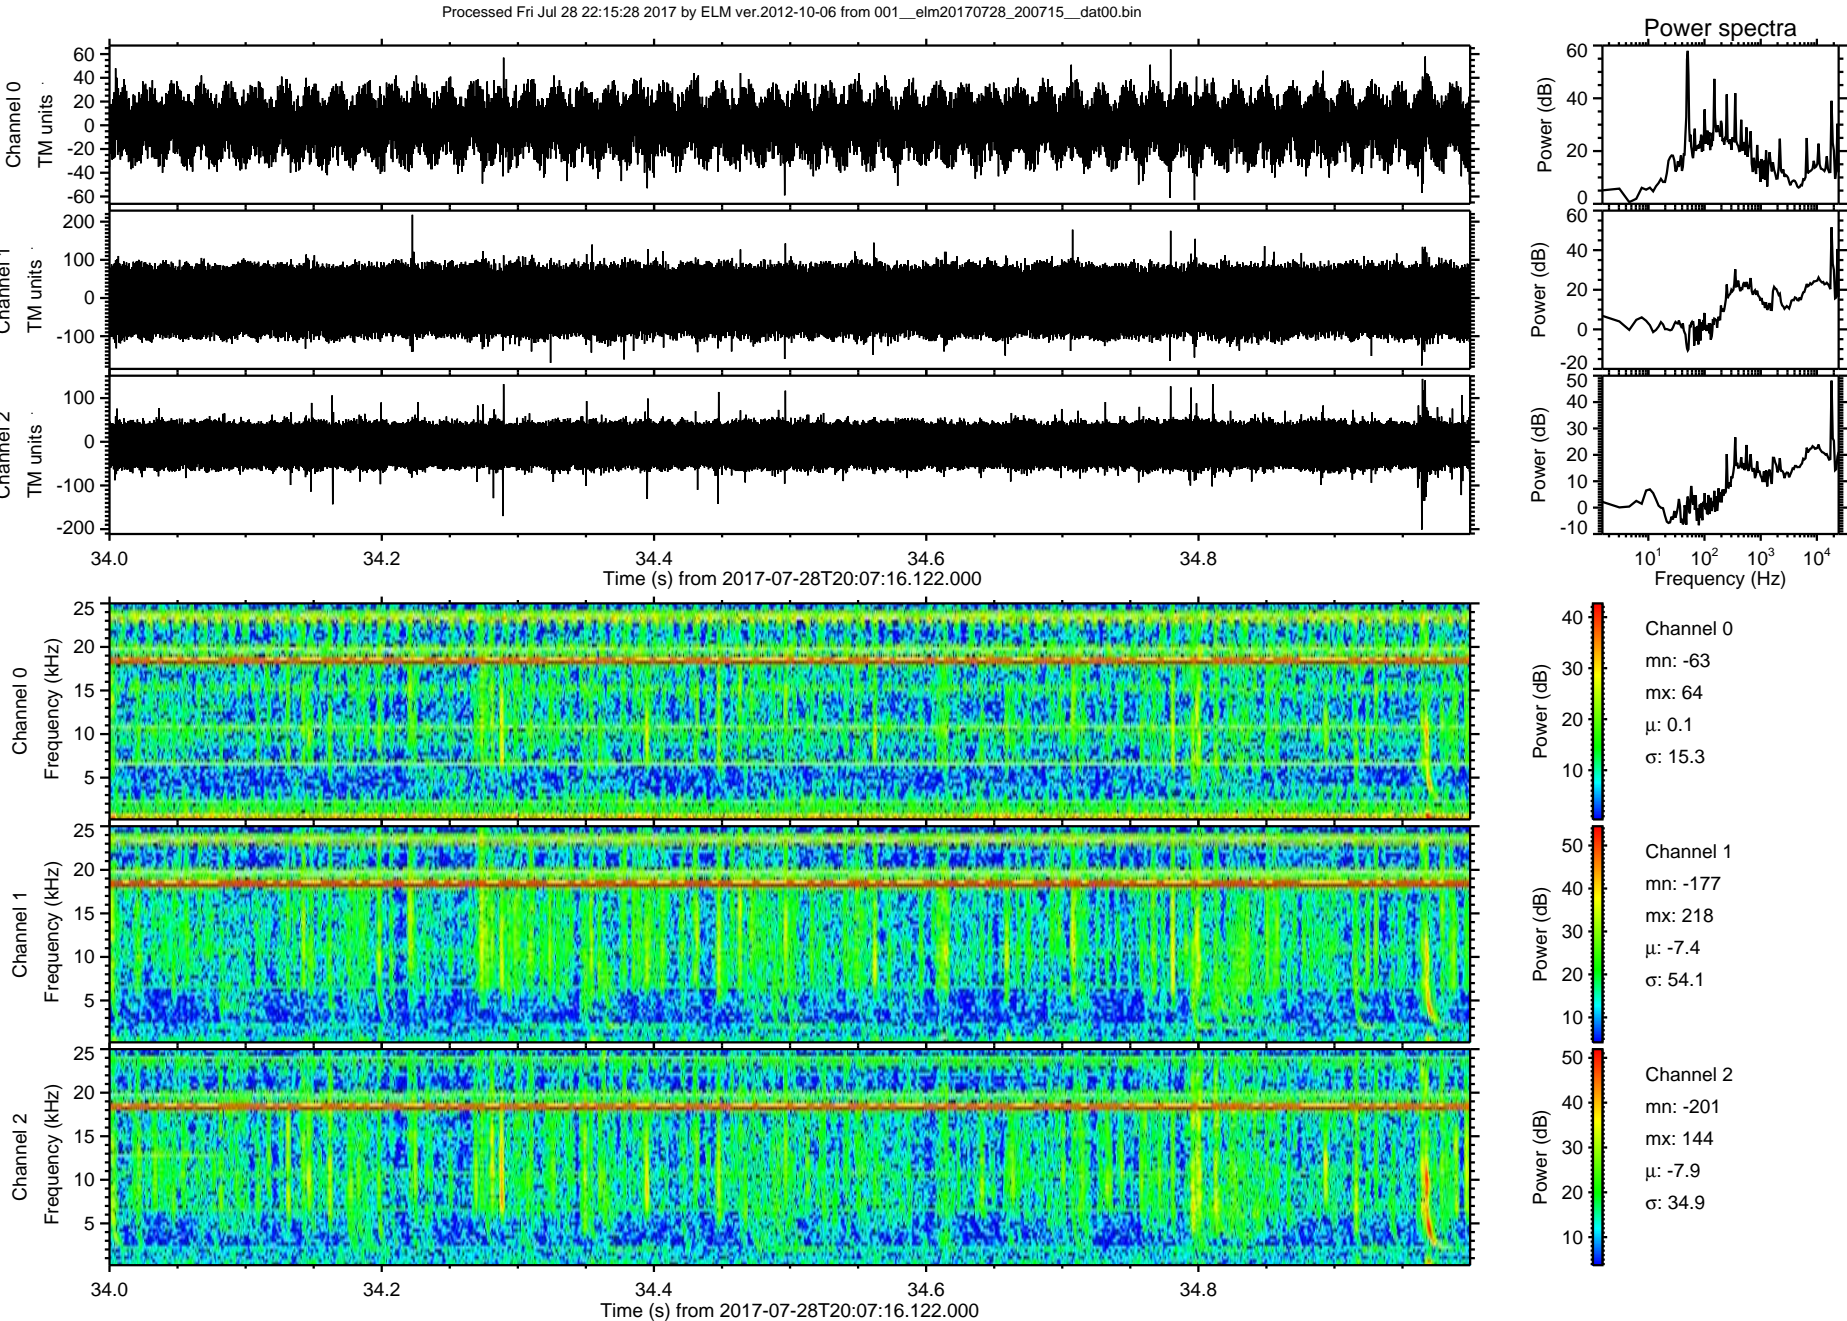 Processed Fri Jul 28 22:15:28 2017 by ELM ver.2012-10-06 from 001__elm20170728_200715__dat00.bin
Power spectra
Channel 0
TM units
60
40
20
0
-20
-40
-60
Power (dB)
60
40
20
0
Channel 1
TM units
200
100
0
-100
Power (dB)
60
40
20
0
-20
Channel 2
TM units
100
0
-100
-200
Power (dB)
50
40
30
20
10
0
-10
34.0 34.2 34.4 34.6 34.8
Time (s) from 2017-07-28T20:07:16.122.000
10¹ 10² 10³ 10⁴
Frequency (Hz)
Channel 0
Frequency (kHz)
25
20
15
10
5
Power (dB)
40
30
20
10
Channel 0
mn: -63
mx: 64
μ: 0.1
σ: 15.3
Channel 1
Frequency (kHz)
25
20
15
10
5
Power (dB)
50
40
30
20
10
Channel 1
mn: -177
mx: 218
μ: -7.4
σ: 54.1
Channel 2
Frequency (kHz)
25
20
15
10
5
Power (dB)
50
40
30
20
10
Channel 2
mn: -201
mx: 144
μ: -7.9
σ: 34.9
34.0 34.2 34.4 34.6 34.8
Time (s) from 2017-07-28T20:07:16.122.000